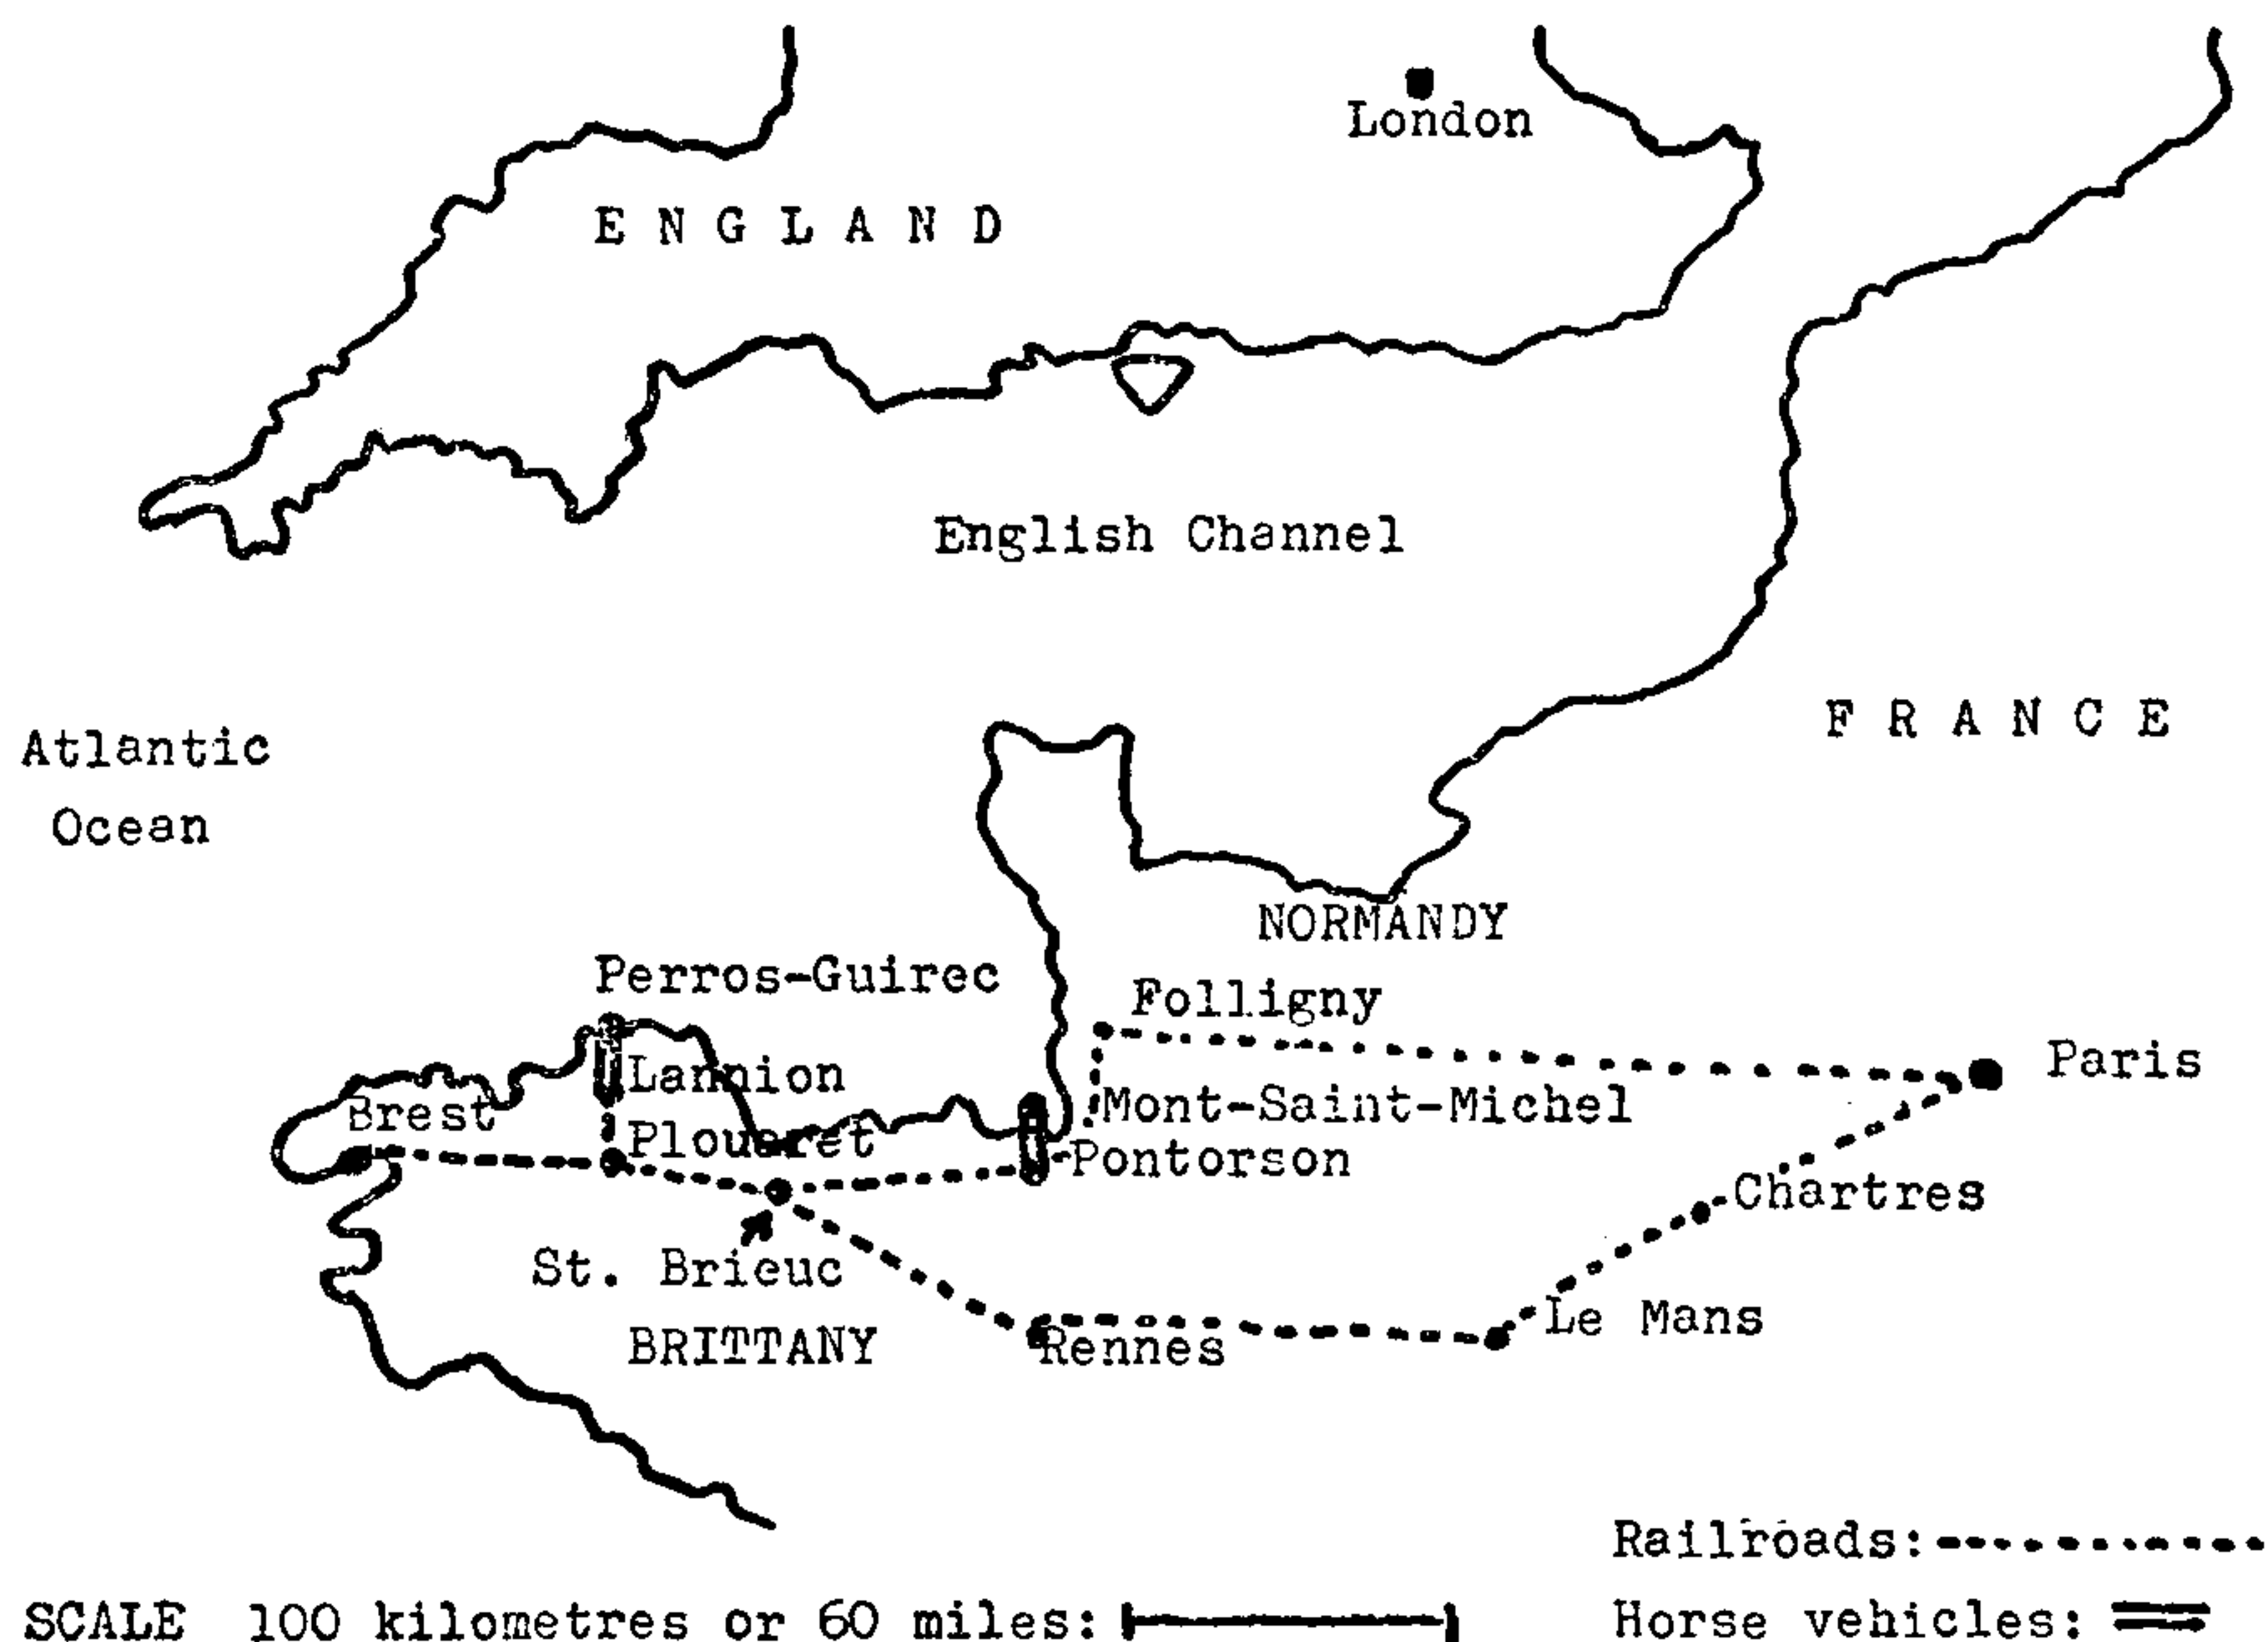 London
E N G L A N D
English Channel
F R A N C E
Atlantic
Ocean
NORMANDY
Perros-Guirec
Folligny
Paris
Lannion
Mont-Saint-Michel
Brest
Plouaret
Pontorson
Chartres
St. Brieuc
Le Mans
BRITTANY
Rennes
Railroads:
SCALE 100 kilometres or 60 miles:
Horse vehicles: